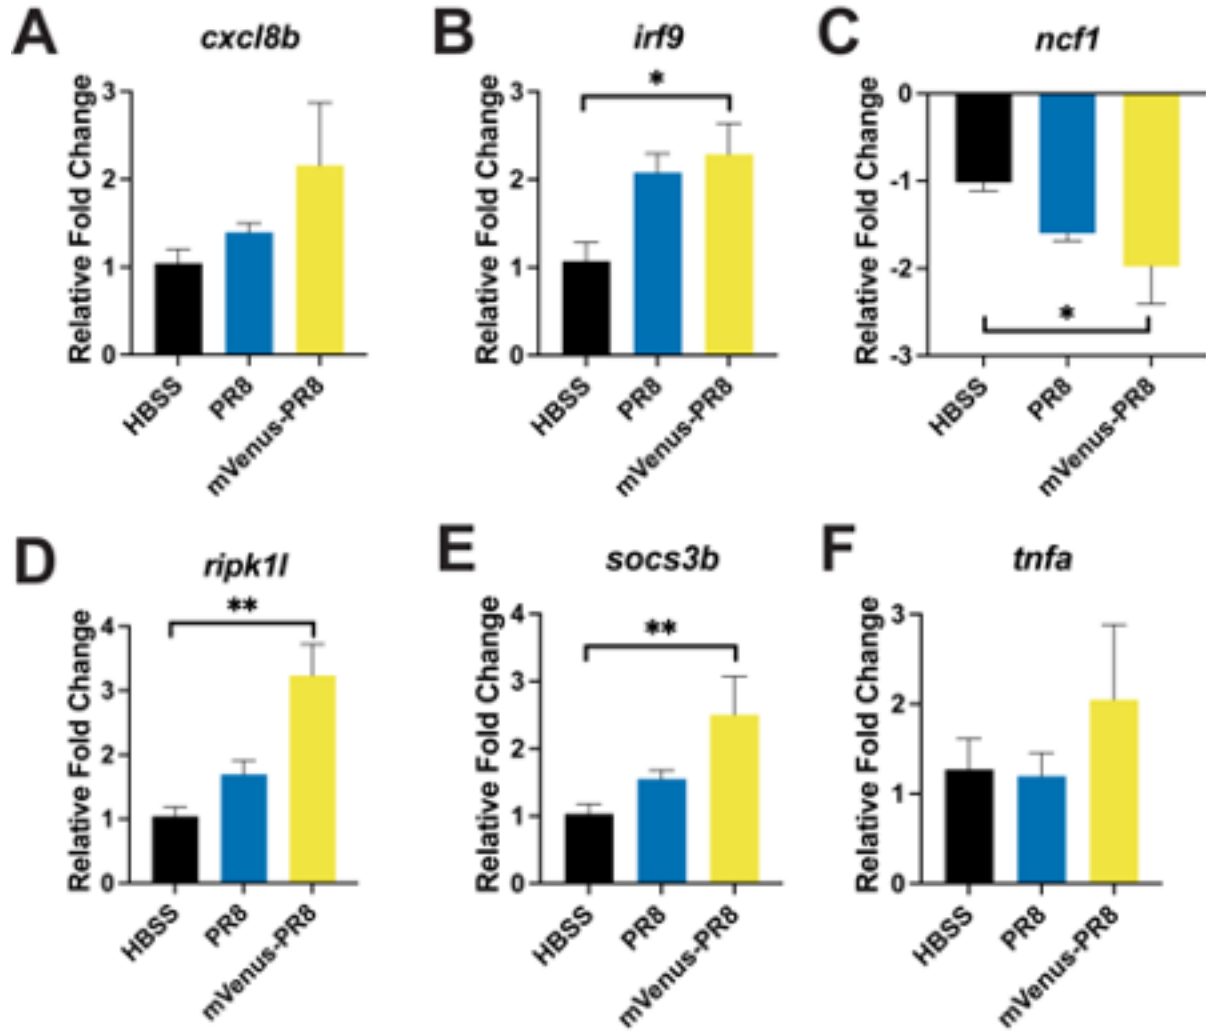 A
cxcl8b
Relative Fold Change
3
2
1
0
HBSS
PR8
mVenus-PR8
B
irf9
Relative Fold Change
3
2
1
0
*
HBSS
PR8
mVenus-PR8
C
ncf1
Relative Fold Change
0
-1
-2
-3
*
HBSS
PR8
mVenus-PR8
D
ripk1l
Relative Fold Change
4
3
2
1
0
**
HBSS
PR8
mVenus-PR8
E
socs3b
Relative Fold Change
4
3
2
1
0
**
HBSS
PR8
mVenus-PR8
F
tnfa
Relative Fold Change
3
2
1
0
HBSS
PR8
mVenus-PR8